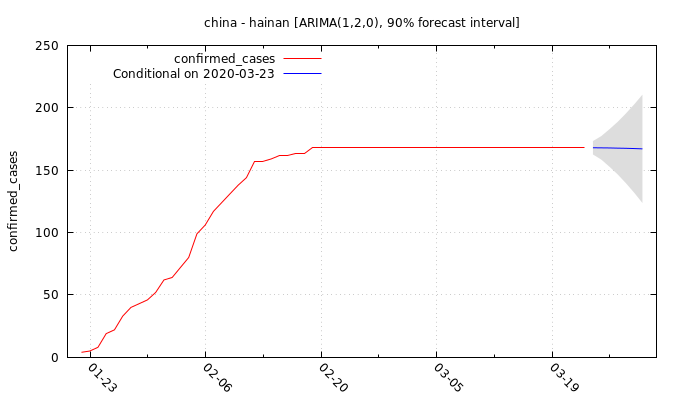 china - hainan [ARIMA(1,2,0), 90% forecast interval]
confirmed_cases
Conditional on 2020-03-23
confirmed_cases
250
200
150
100
50
0
01-23
02-06
02-20
03-05
03-19